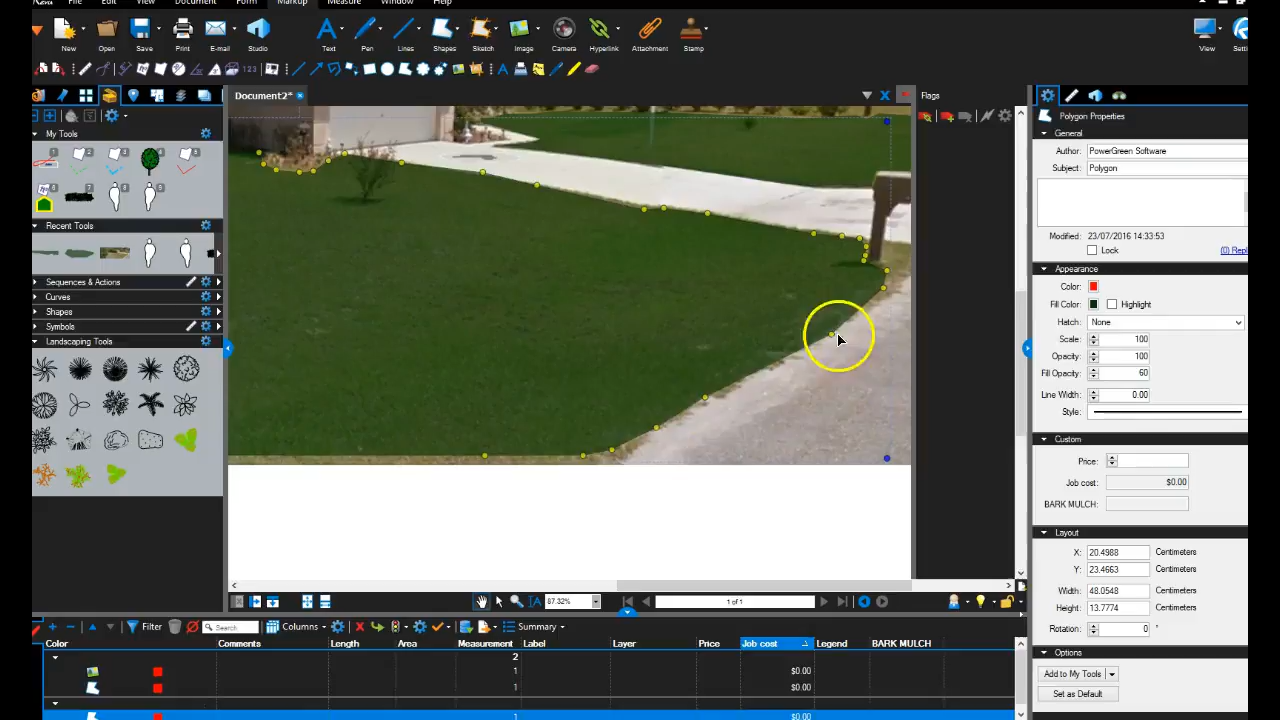 Revu File Edit View Document Form Markup Measure Window Help
New Open Save Print E-mail Studio Text Pen Lines Shapes Sketch Image Camera Hyperlink Attachment Stamp View
123
Document2* Flags
My Tools
Recent Tools
Sequences & Actions
Curves
Shapes
Symbols
Landscaping Tools
Polygon Properties
General
Author: PowerGreen Software
Subject: Polygon
Modified: 23/07/2016 14:33:53
Lock
Appearance
Color:
Fill Color: Highlight
Hatch: None
Scale: 100
Opacity: 100
Fill Opacity: 60
Line Width: 0.00
Style:
Custom
Price:
Job cost: $0.00
BARK MULCH:
Layout
X: 20.4988 Centimeters
Y: 23.4663 Centimeters
Width: 48.0548 Centimeters
Height: 13.7774 Centimeters
Rotation: 0 °
Options
Add to My Tools
Set as Default
87.32% 1 of 1
Filter Search Columns Summary
Color Comments Length Area Measurement Label Layer Price Job cost Legend BARK MULCH
2
1 $0.00
1 $0.00
1 $0.00